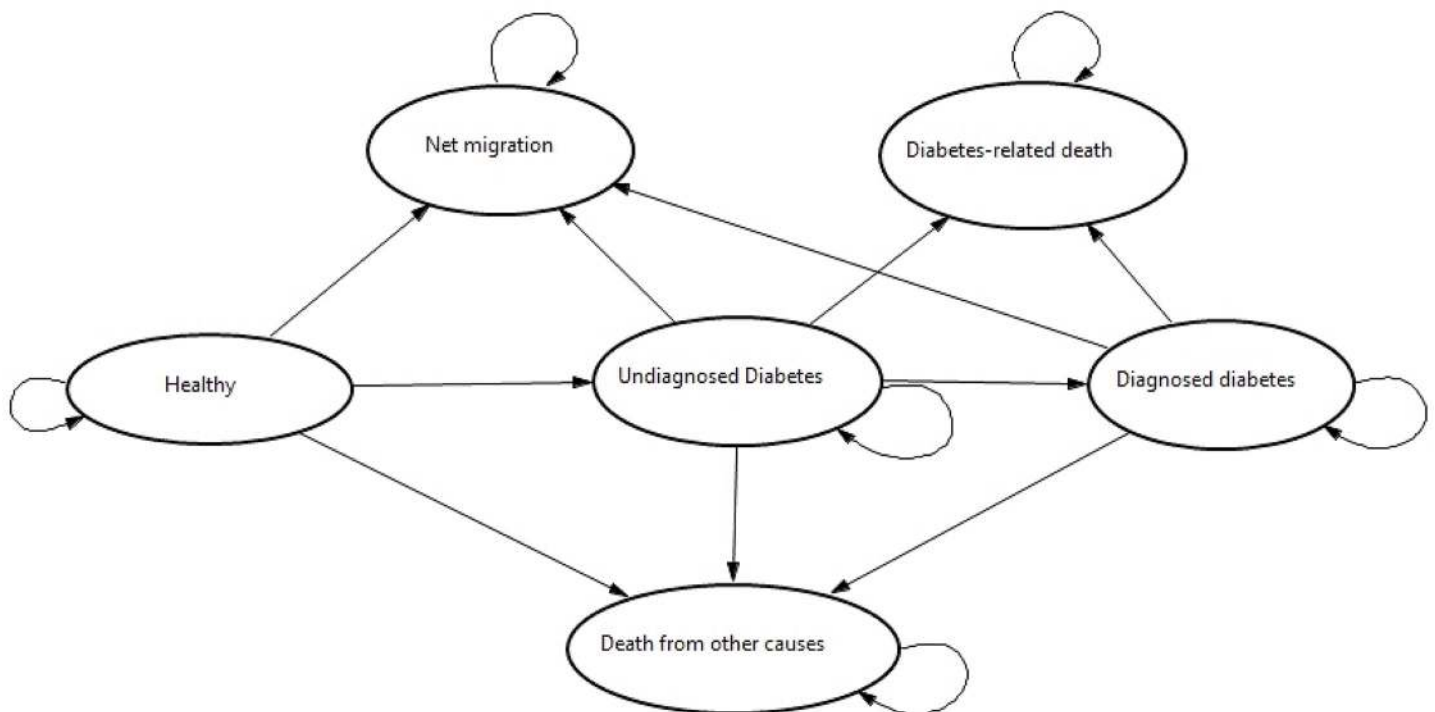 Net migration
Diabetes-related death
Healthy
Undiagnosed Diabetes
Diagnosed diabetes
Death from other causes